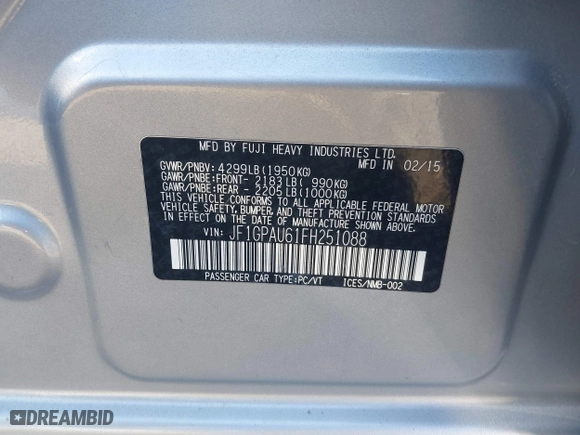 MFD BY FUJI HEAVY INDUSTRIES LTD.
GVWR/PNBV: 4299LB(1950KG) MFD IN 02/15
GAWR/PNBE:FRONT- 2183LB( 990KG)
GAWR/PNBE:REAR - 2205LB(1000KG)
THIS VEHICLE CONFORMS TO ALL APPLICABLE FEDERAL MOTOR
VEHICLE SAFETY, BUMPER, AND THEFT PREVENTION STANDARDS
IN EFFECT ON THE DATE OF MANUFACTURE SHOWN ABOVE.
VIN: JF1GPAU61FH251088
PASSENGER CAR TYPE:PC/VT ICES/NMB-002
DREAMBID